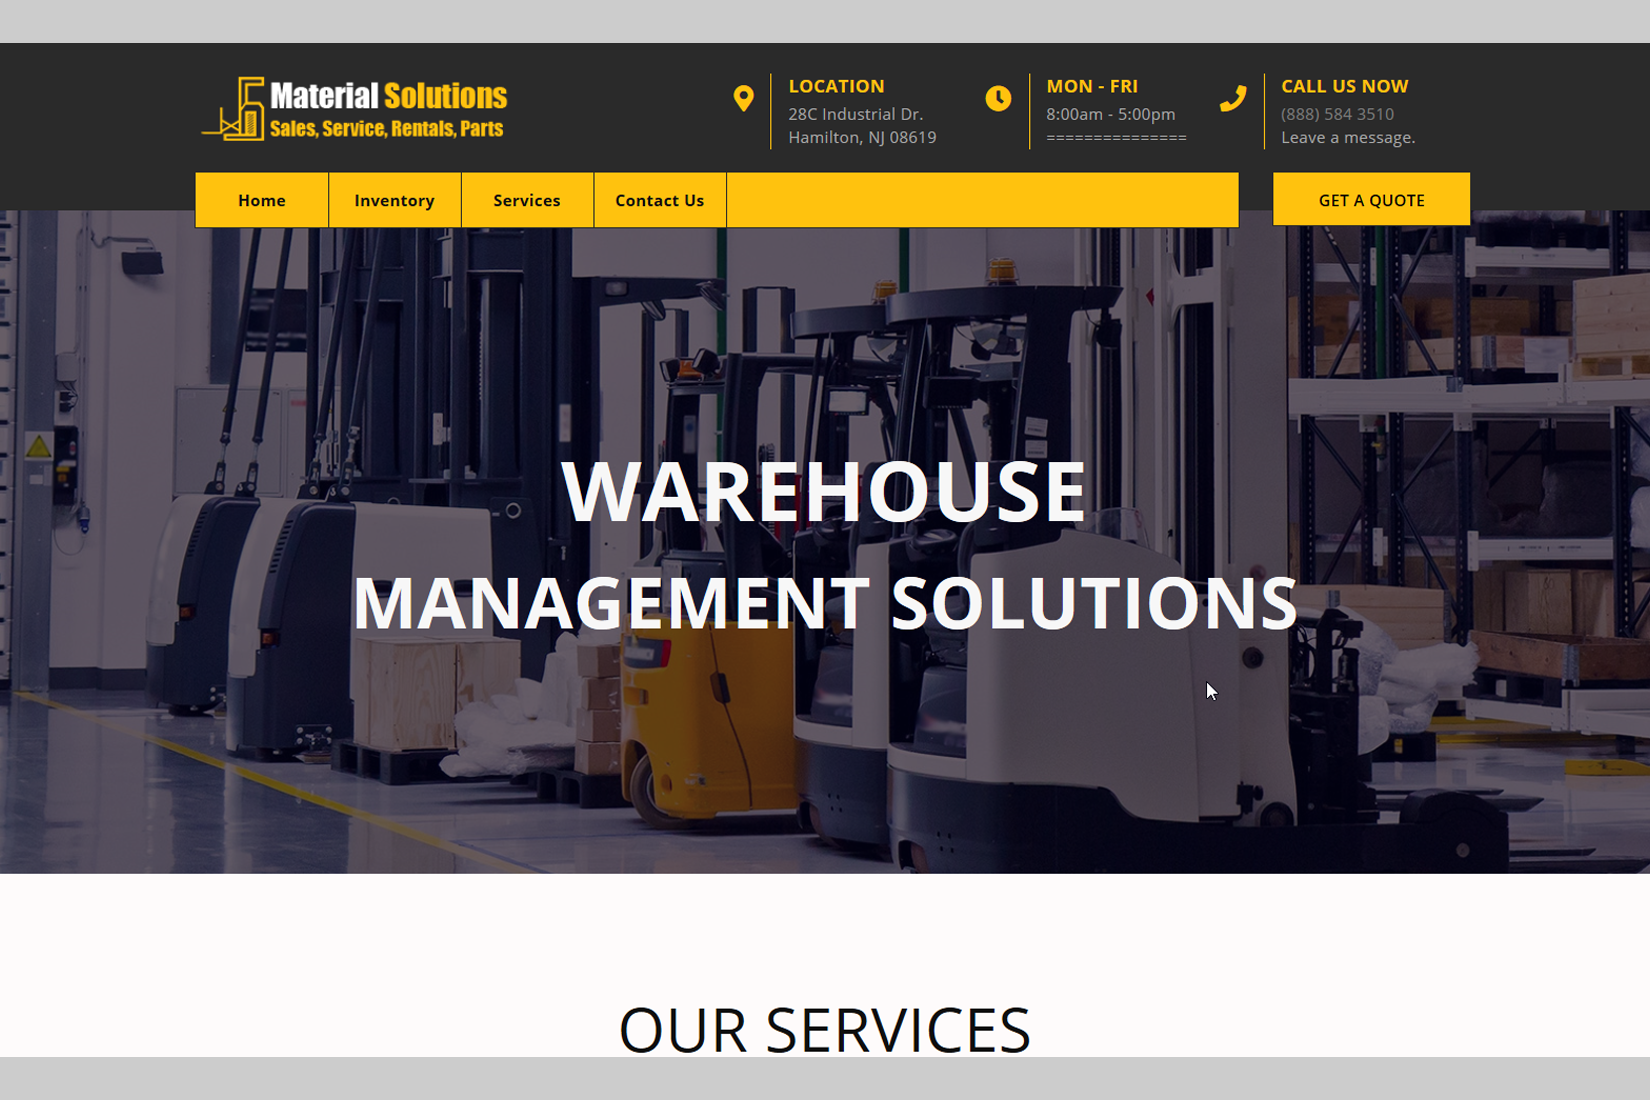 Material Solutions
Sales, Service, Rentals, Parts
LOCATION
28C Industrial Dr.
Hamilton, NJ 08619
MON - FRI
8:00am - 5:00pm
===============
CALL US NOW
(888) 584 3510
Leave a message.
Home
Inventory
Services
Contact Us
GET A QUOTE
WAREHOUSE
MANAGEMENT SOLUTIONS
OUR SERVICES